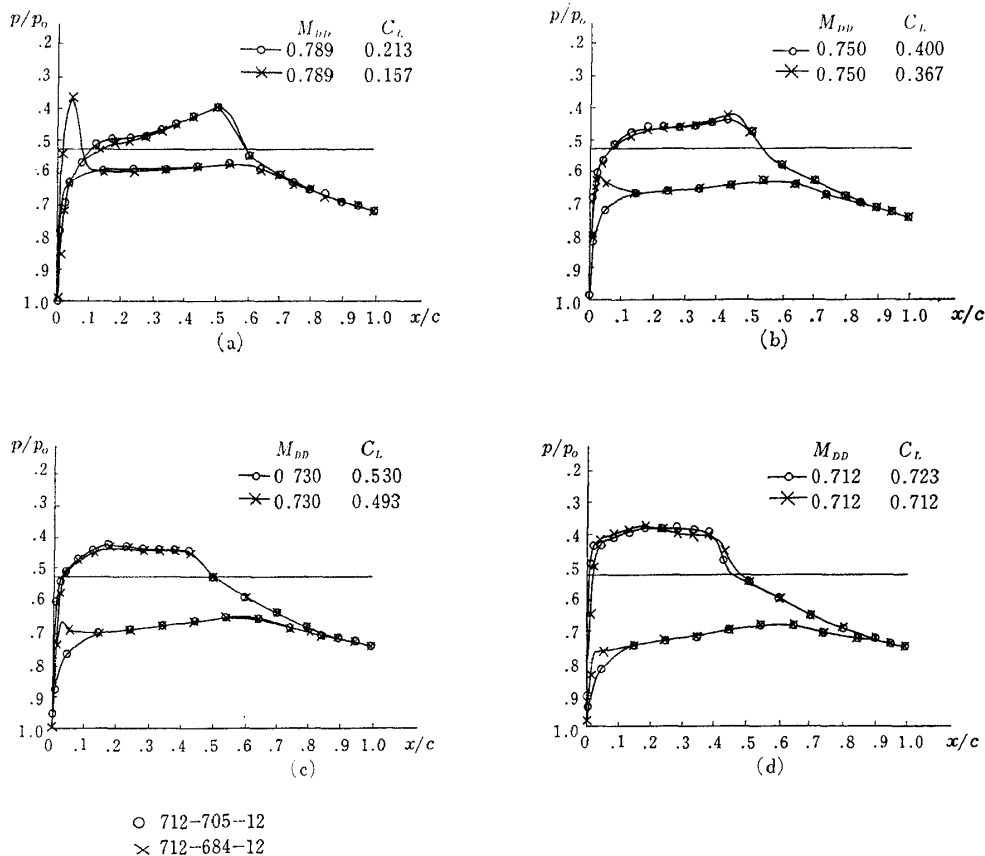 p/p₀
M_DD C_L
0.789 0.213
0.789 0.157
.2
.3
.4
.5
.6
.7
.8
.9
1.0
0 .1 .2 .3 .4 .5 .6 .7 .8 .9 1.0 x/c
(a)
p/p₀
M_DD C_L
0.750 0.400
0.750 0.367
.2
.3
.4
.5
.6
.7
.8
.9
1.0
0 .1 .2 .3 .4 .5 .6 .7 .8 .9 1.0 x/c
(b)
p/p₀
M_DD C_L
0 730 0.530
0.730 0.493
.2
.3
.4
.5
.6
.7
.8
.9
1.0
0 .1 .2 .3 .4 .5 .6 .7 .8 .9 1.0 x/c
(c)
p/p₀
M_DD C_L
0.712 0.723
0.712 0.712
.2
.3
.4
.5
.6
.7
.8
.9
1.0
0 .1 .2 .3 .4 .5 .6 .7 .8 .9 1.0 x/c
(d)
○ 712-705--12
× 712-684-12